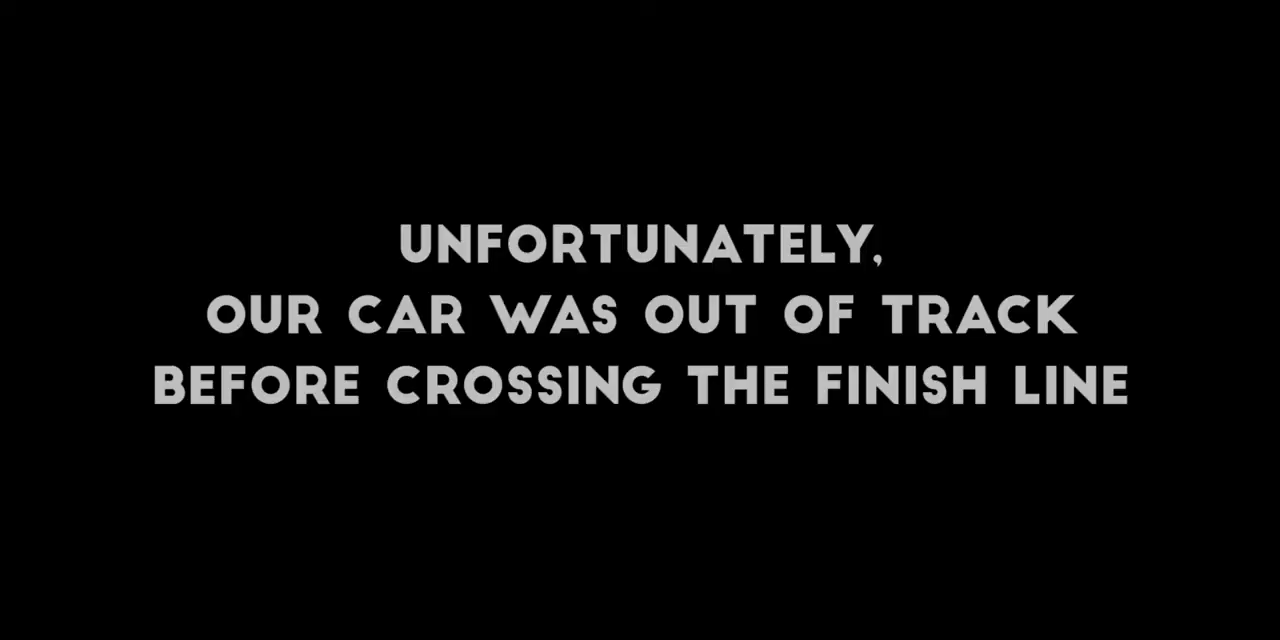 UNFORTUNATELY,
OUR CAR WAS OUT OF TRACK
BEFORE CROSSING THE FINISH LINE